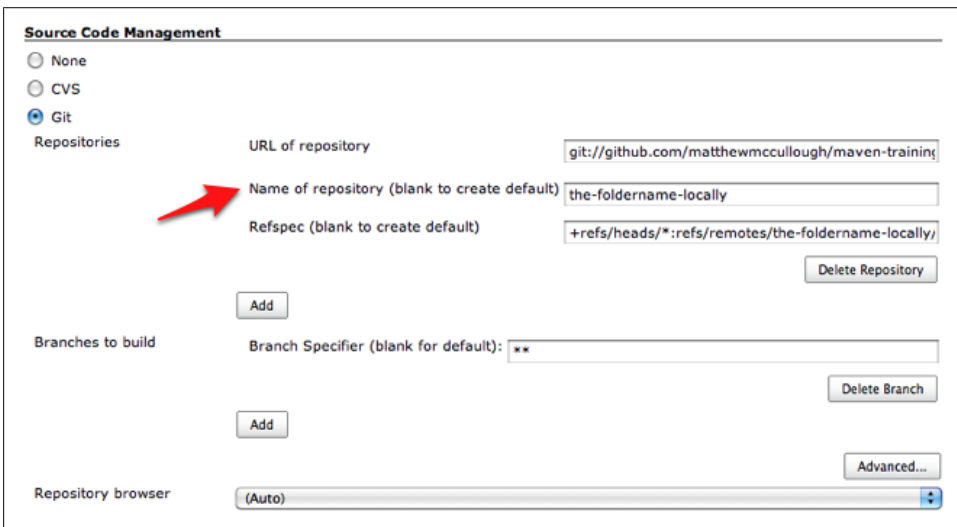 Source Code Management
None
CVS
Git
Repositories
URL of repository
git://github.com/matthewmccullough/maven-training
Name of repository (blank to create default)
the-foldername-locally
Refspec (blank to create default)
+refs/heads/*:refs/remotes/the-foldername-locally/
Delete Repository
Add
Branches to build
Branch Specifier (blank for default):
**
Delete Branch
Add
Advanced...
Repository browser
(Auto)